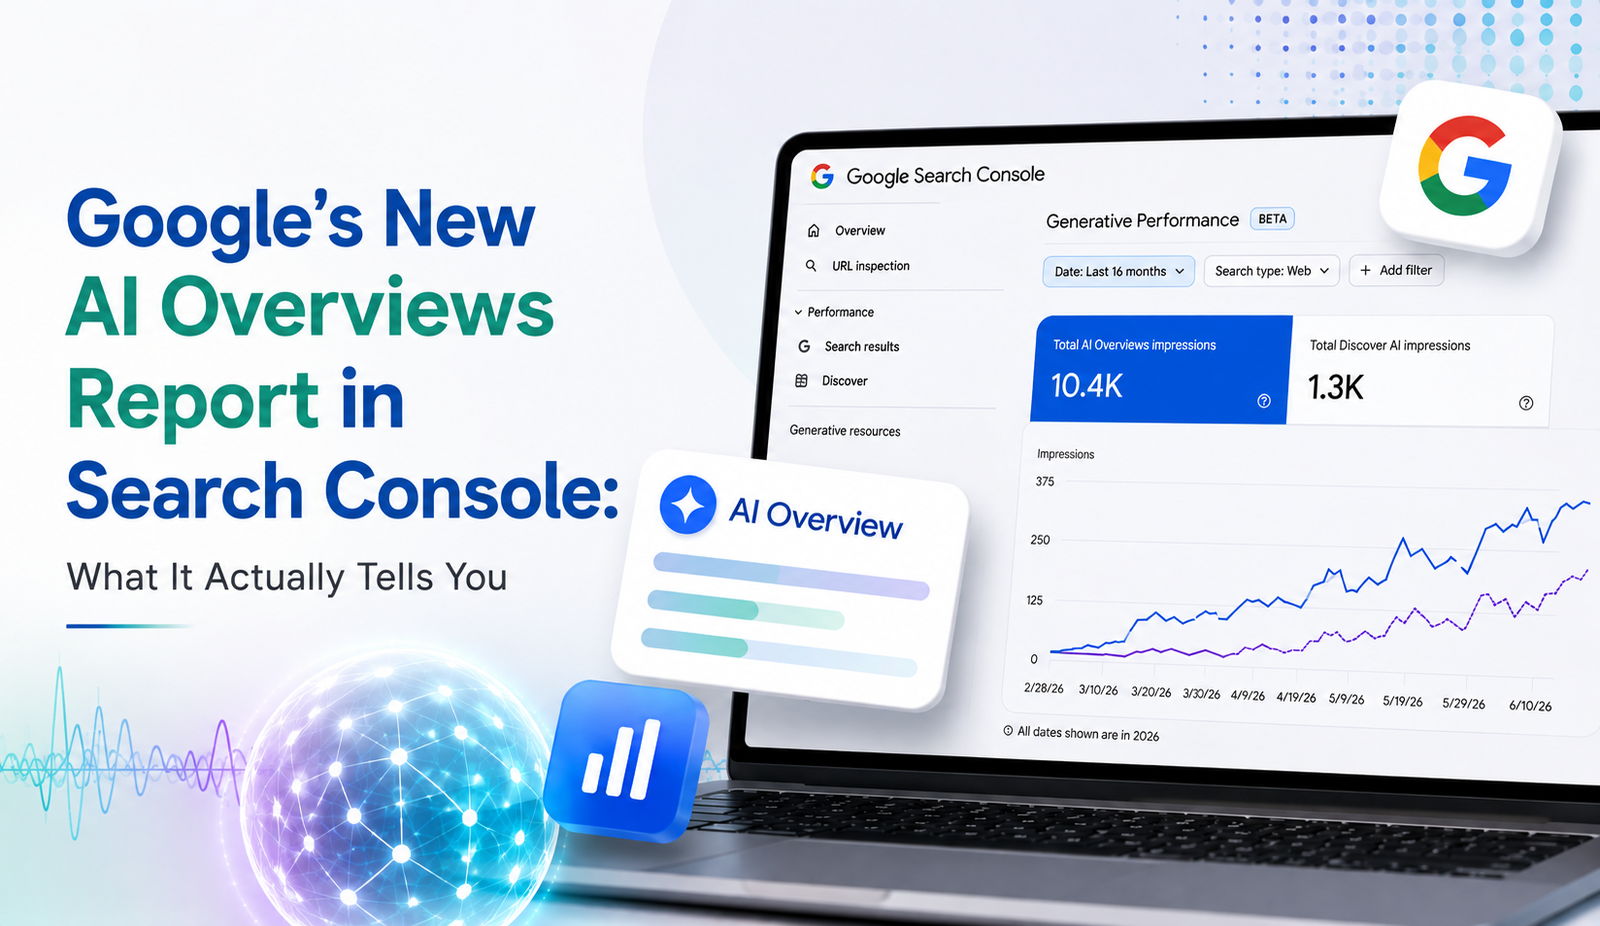 Google’s New
AI Overviews
Report in
Search Console:
What It Actually Tells You
Google Search Console
Overview
URL inspection
Performance
Search results
Discover
Generative resources
Generative Performance BETA
Date: Last 16 months
Search type: Web
+ Add filter
Total AI Overviews impressions
10.4K
Total Discover AI impressions
1.3K
Impressions
375
250
125
0
2/28/26 3/10/26 3/20/26 3/30/26 4/9/26 4/19/26 5/9/26 5/19/26 5/29/26 6/10/26
All dates shown are in 2026
AI Overview
G